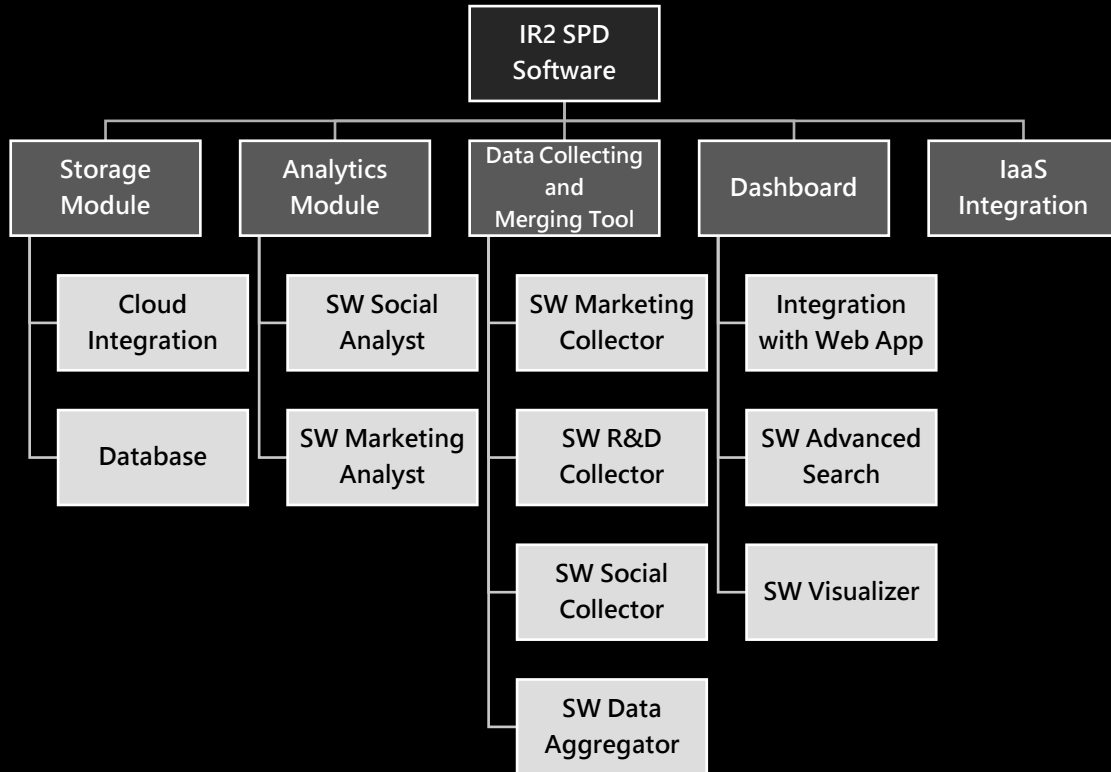 IR2 SPD
Software
Storage
Module
Analytics
Module
Data Collecting
and
Merging Tool
Dashboard
IaaS
Integration
Cloud
Integration
Database
SW Social
Analyst
SW Marketing
Analyst
SW Marketing
Collector
SW R&D
Collector
SW Social
Collector
SW Data
Aggregator
Integration
with Web App
SW Advanced
Search
SW Visualizer